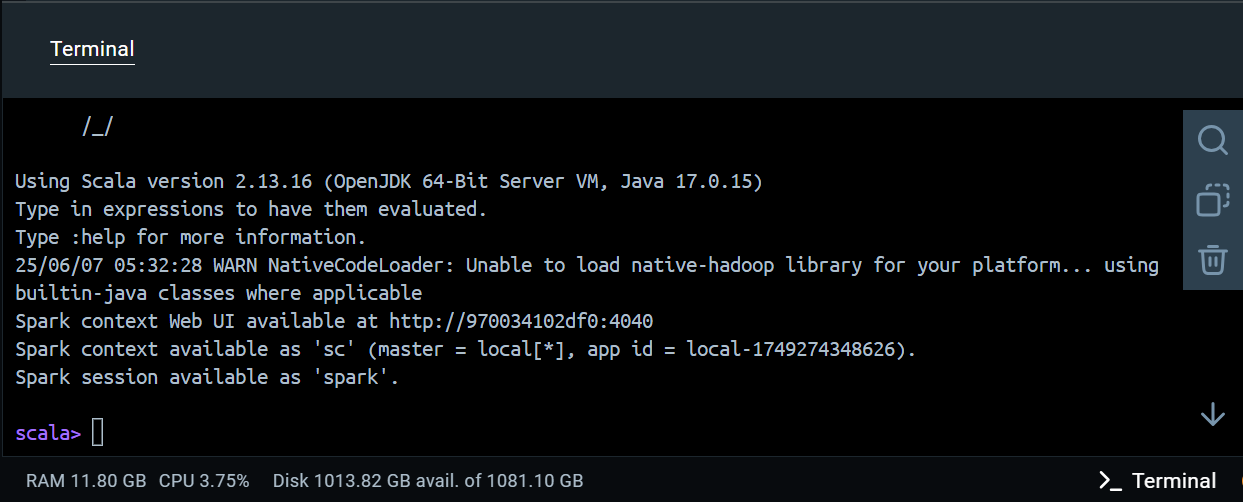 Terminal
/_/
Using Scala version 2.13.16 (OpenJDK 64-Bit Server VM, Java 17.0.15)
Type in expressions to have them evaluated.
Type :help for more information.
25/06/07 05:32:28 WARN NativeCodeLoader: Unable to load native-hadoop library for your platform... using
builtin-java classes where applicable
Spark context Web UI available at http://970034102df0:4040
Spark context available as 'sc' (master = local[*], app id = local-1749274348626).
Spark session available as 'spark'.
scala>
RAM 11.80 GB CPU 3.75% Disk 1013.82 GB avail. of 1081.10 GB >_ Terminal